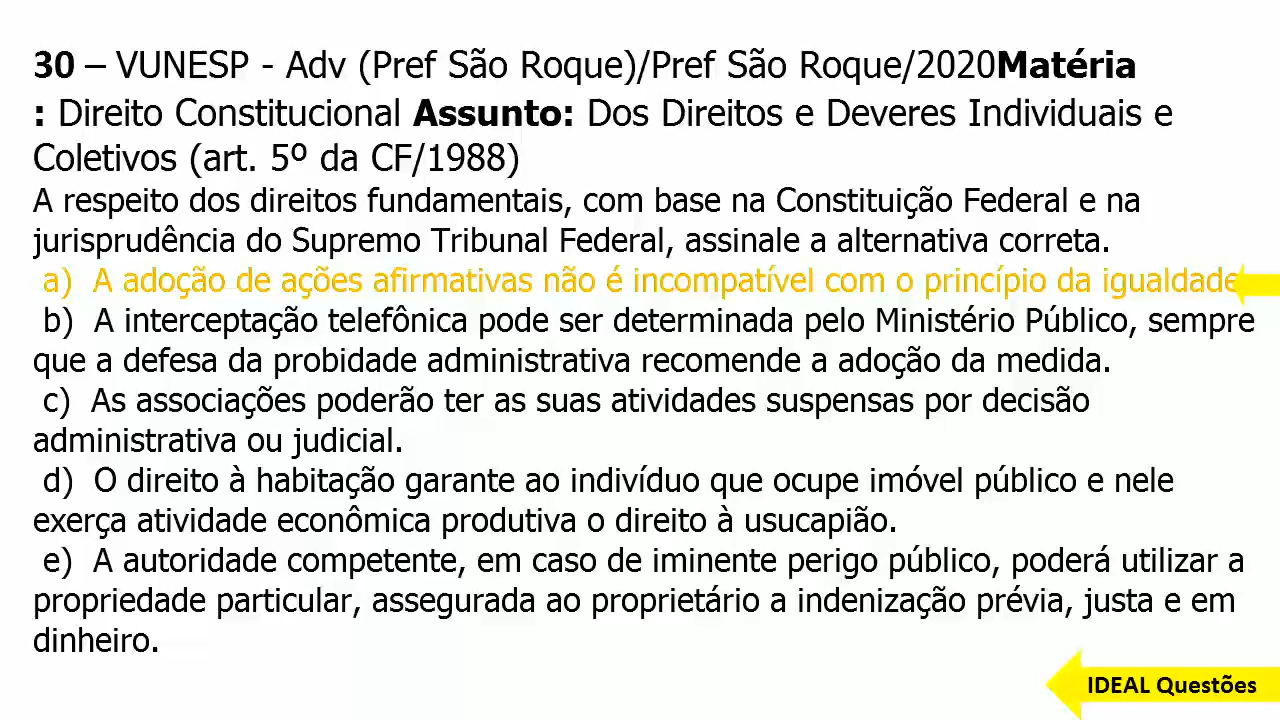 30 – VUNESP - Adv (Pref São Roque)/Pref São Roque/2020Matéria
: Direito Constitucional Assunto: Dos Direitos e Deveres Individuais e
Coletivos (art. 5º da CF/1988)
A respeito dos direitos fundamentais, com base na Constituição Federal e na
jurisprudência do Supremo Tribunal Federal, assinale a alternativa correta.
a) A adoção de ações afirmativas não é incompatível com o princípio da igualdade
b) A interceptação telefônica pode ser determinada pelo Ministério Público, sempre
que a defesa da probidade administrativa recomende a adoção da medida.
c) As associações poderão ter as suas atividades suspensas por decisão
administrativa ou judicial.
d) O direito à habitação garante ao indivíduo que ocupe imóvel público e nele
exerça atividade econômica produtiva o direito à usucapião.
e) A autoridade competente, em caso de iminente perigo público, poderá utilizar a
propriedade particular, assegurada ao proprietário a indenização prévia, justa e em
dinheiro.
IDEAL Questões